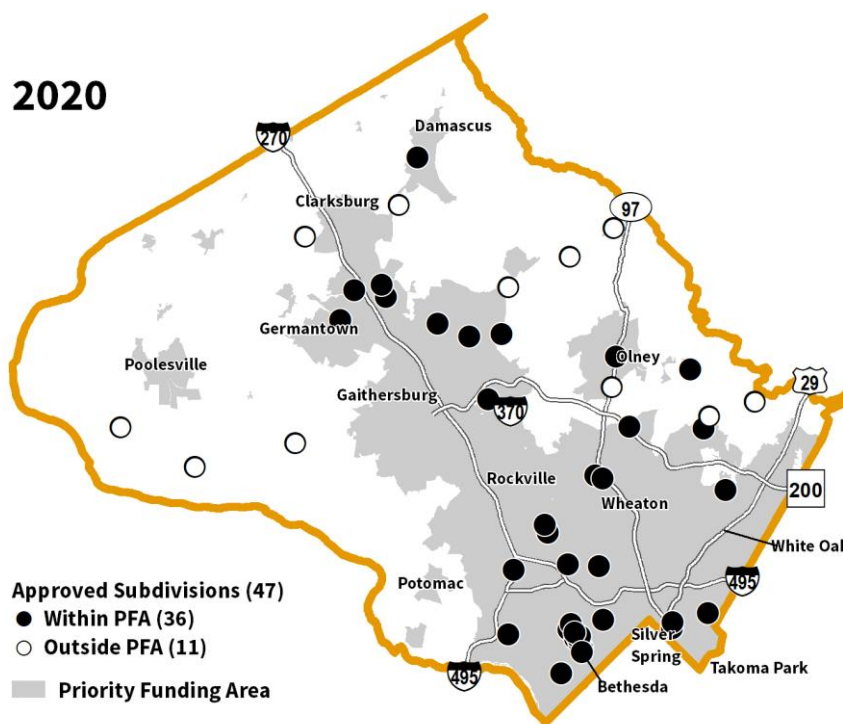 2020
270
Damascus
Clarksburg
97
Germantown
Olney
Poolesville
29
Gaithersburg
370
Rockville
Wheaton
200
White Oak
Potomac
495
Approved Subdivisions (47)
Within PFA (36)
Outside PFA (11)
Silver
Spring
Takoma Park
495
Bethesda
Priority Funding Area